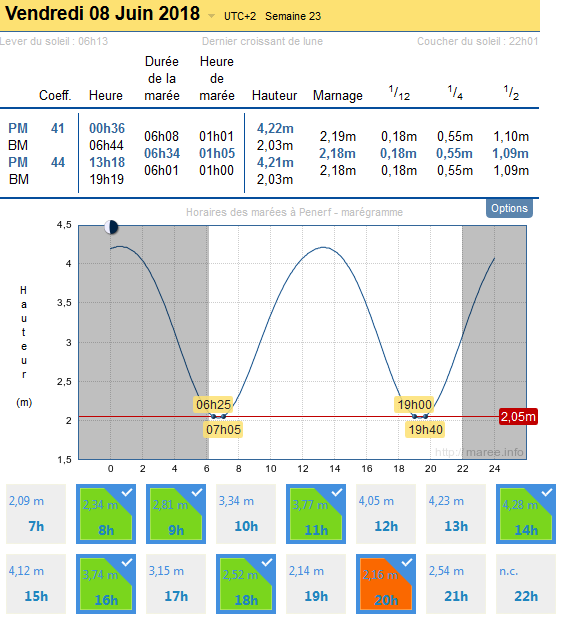 Vendredi 08 Juin 2018 UTC+2 Semaine 23
Lever du soleil : 06h13 Dernier croissant de lune Coucher du soleil : 22h01
Coeff. Heure Durée de la marée Heure de marée Hauteur Marnage 1/12 1/4 1/2
PM 41 00h36 4,22m
06h08 01h01 2,19m 0,18m 0,55m 1,10m
BM 06h44 2,03m
06h34 01h05 2,18m 0,18m 0,55m 1,09m
PM 44 13h18 4,21m
06h01 01h00 2,18m 0,18m 0,55m 1,09m
BM 19h19 2,03m
Options
Horaires des marées à Penerf - marégramme
4,5
4
3,5
3
2,5
2
1,5
Hauteur
(m)
06h25 19h00
2,05m
07h05 19h40
http://maree.info
0 2 4 6 8 10 12 14 16 18 20 22 24
2,09 m 2,34 m 2,81 m 3,34 m 3,77 m 4,05 m 4,23 m 4,28 m
7h 8h 9h 10h 11h 12h 13h 14h
4,12 m 3,74 m 3,15 m 2,52 m 2,14 m 2,16 m 2,54 m n.c.
15h 16h 17h 18h 19h 20h 21h 22h